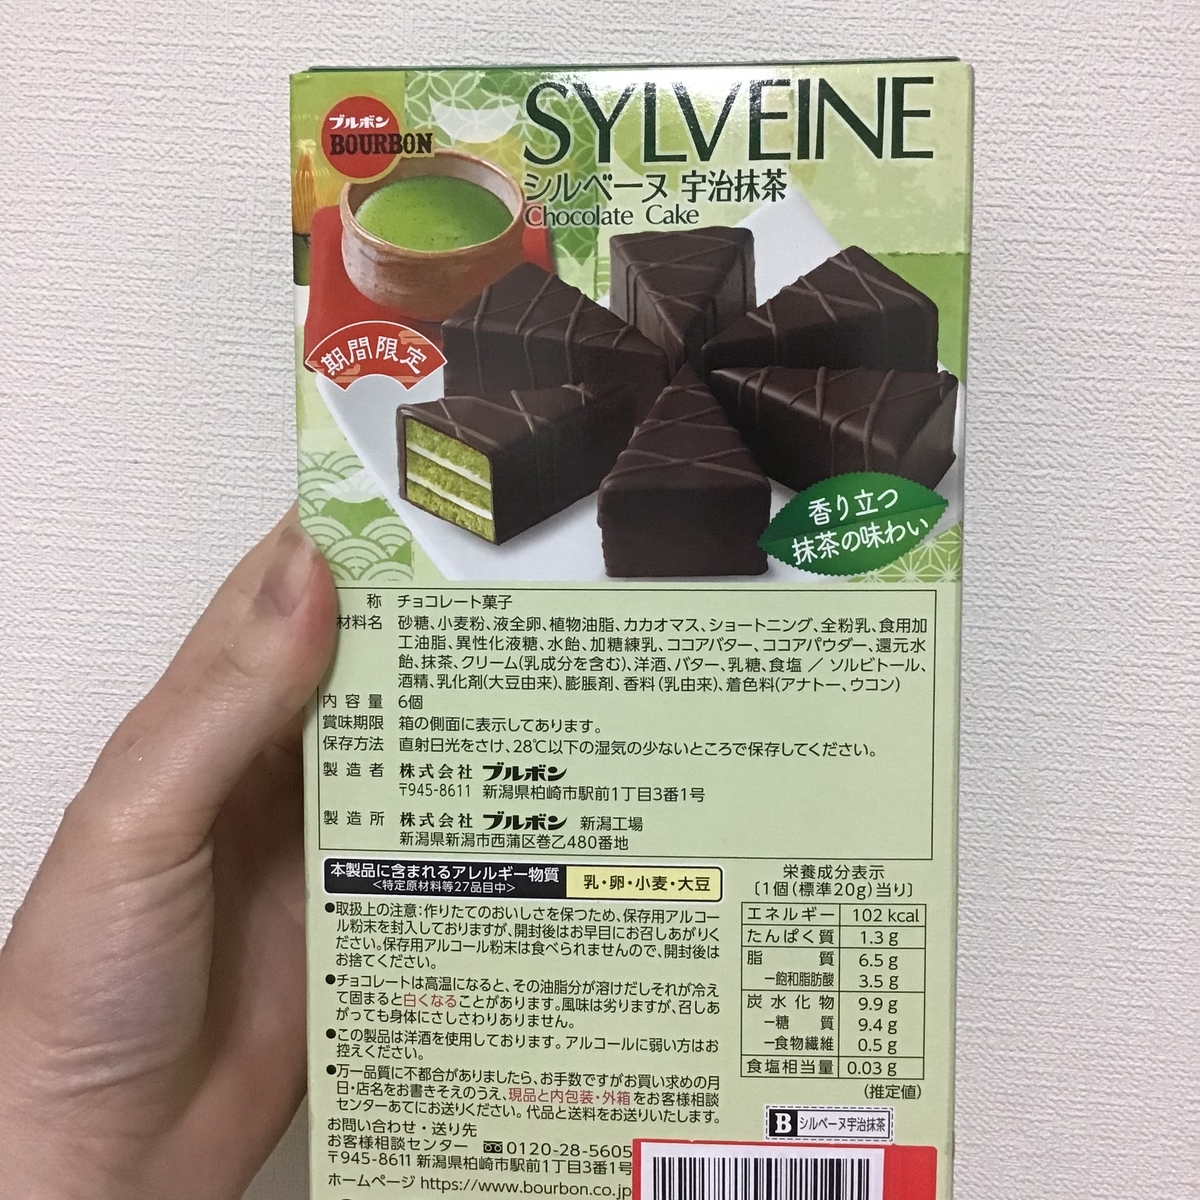 ブルボン
BOURBON
SYLVEINE
シルベーヌ 宇治抹茶
Chocolate Cake
期間限定
香り立つ
抹茶の味わい
称 チョコレート菓子
材料名 砂糖、小麦粉、液全卵、植物油脂、カカオマス、ショートニング、全粉乳、食用加
工油脂、異性化液糖、水飴、加糖練乳、ココアバター、ココアパウダー、還元水
飴、抹茶、クリーム(乳成分を含む)、洋酒、バター、乳糖、食塩 / ソルビトール、
酒精、乳化剤(大豆由来)、膨脹剤、香料(乳由来)、着色料(アナトー、ウコン)
内容量 6個
賞味期限 箱の側面に表示してあります。
保存方法 直射日光をさけ、28℃以下の湿気の少ないところで保存してください。
製造者 株式会社 ブルボン
〒945-8611 新潟県柏崎市駅前1丁目3番1号
製造所 株式会社 ブルボン 新潟工場
新潟県新潟市西蒲区巻乙480番地
本製品に含まれるアレルギー物質
<特定原材料等27品目中>
乳・卵・小麦・大豆
●取扱上の注意:作りたてのおいしさを保つため、保存用アルコー
ル粉末を封入しておりますが、開封後はお早目にお召しあがりく
ださい。保存用アルコール粉末は食べられませんので、開封後は
お捨てください。
●チョコレートは高温になると、その油脂分が溶けだしそれが冷え
て固まると白くなることがあります。風味は劣りますが、召しあ
がっても身体にさしさわりありません。
●この製品は洋酒を使用しております。アルコールに弱い方はお
控えください。
●万一品質に不都合がありましたら、お手数ですがお買い求めの月
日・店名をお書きそえのうえ、現品と内包装・外箱をお客様相談
センターあてにお送りください。代品と送料をお送りいたします。
お問い合わせ・送り先
お客様相談センター 0120-28-5605
〒945-8611 新潟県柏崎市駅前1丁目3番1号
ホームページ https://www.bourbon.co.jp
栄養成分表示
〔1個(標準20g)当り〕
エネルギー 102 kcal
たんぱく質 1.3 g
脂質 6.5 g
―飽和脂肪酸 3.5 g
炭水化物 9.9 g
―糖質 9.4 g
―食物繊維 0.5 g
食塩相当量 0.03 g
(推定値)
B シルベーヌ宇治抹茶